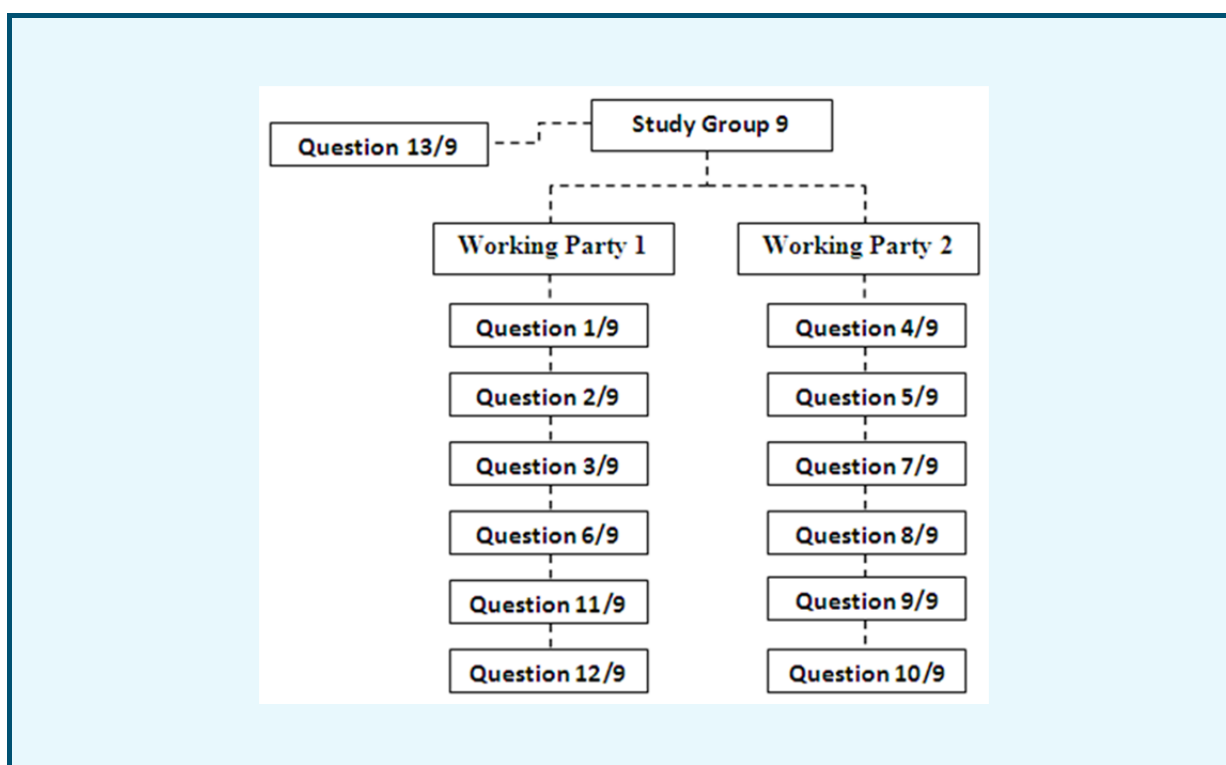 Study Group 9
Question 13/9
Working Party 1
Working Party 2
Question 1/9
Question 4/9
Question 2/9
Question 5/9
Question 3/9
Question 7/9
Question 6/9
Question 8/9
Question 11/9
Question 9/9
Question 12/9
Question 10/9